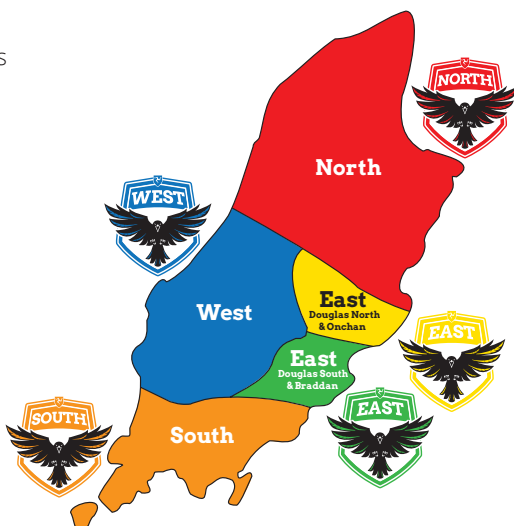 s
NORTH
North
WEST
West
East
Douglas North
& Onchan
EAST
East
Douglas South
& Braddan
EAST
SOUTH
South